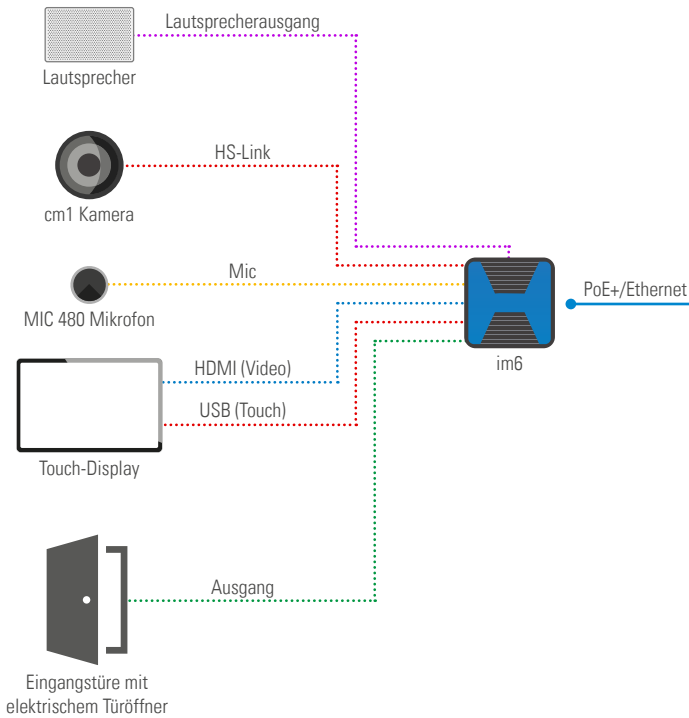 Lautsprecherausgang
Lautsprecher
HS-Link
cm1 Kamera
Mic
MIC 480 Mikrofon
PoE+/Ethernet
im6
HDMI (Video)
USB (Touch)
Touch-Display
Ausgang
Eingangstüre mit
elektrischem Türöffner